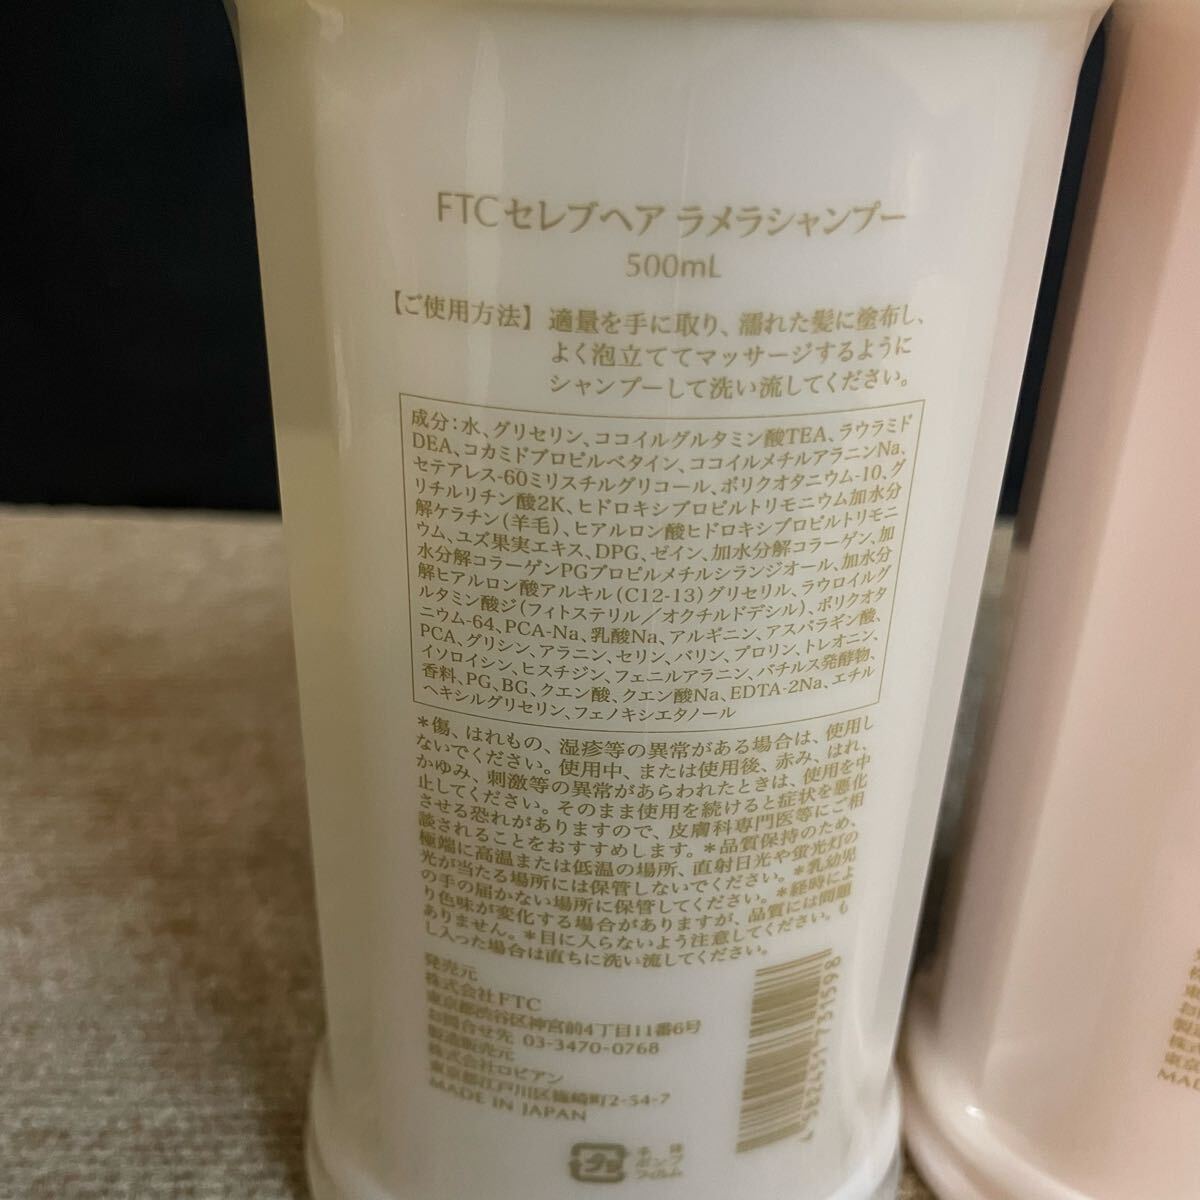 FTCセレブヘア ラメラシャンプー
500mL
【ご使用方法】適量を手に取り、濡れた髪に塗布し、
よく泡立ててマッサージするように
シャンプーして洗い流してください。
成分：水、グリセリン、ココイルグルタミン酸TEA、ラウラミド
DEA、コカミドプロピルベタイン、ココイルメチルアラニンNa、
セテアレス-60ミリスチルグリコール、ポリクオタニウム-10、グ
リチルリチン酸2K、ヒドロキシプロピルトリモニウム加水分
解ケラチン（羊毛）、ヒアルロン酸ヒドロキシプロピルトリモニ
ウム、ユズ果実エキス、DPG、ゼイン、加水分解コラーゲン、加
水分解コラーゲンPGプロピルメチルシランジオール、加水分
解ヒアルロン酸アルキル（C12-13）グリセリル、ラウロイルグ
ルタミン酸ジ（フィトステリル／オクチルドデシル）、ポリクオタ
ニウム-64、PCA-Na、乳酸Na、アルギニン、アスパラギン酸、
PCA、グリシン、アラニン、セリン、バリン、プロリン、トレオニン、
イソロイシン、ヒスチジン、フェニルアラニン、バチルス発酵物、
香料、PG、BG、クエン酸、クエン酸Na、EDTA-2Na、エチル
ヘキシルグリセリン、フェノキシエタノール
＊傷、はれもの、湿疹等の異常がある場合は、使用し
ないでください。使用中、または使用後、赤み、はれ、
かゆみ、刺激等の異常があらわれたときは、使用を中
止してください。そのまま使用を続けると症状を悪化
させる恐れがありますので、皮膚科専門医等にご相
談されることをおすすめします。＊品質保持のため、
極端に高温または低温の場所、直射日光や蛍光灯の
光が当たる場所には保管しないでください。＊乳幼児
の手の届かない場所に保管してください。＊経時によ
り色味が変化する場合がありますが、品質には問題
ありません。＊目に入らないよう注意してください。も
し入った場合は直ちに洗い流してください。
発売元
株式会社FTC
東京都渋谷区神宮前4丁目11番6号
お問合せ先 03-3470-0768
製造販売元
株式会社ロピアン
東京都江戸川区篠崎町2-54-7
MADE IN JAPAN
プラ
ポンプ
フィルム